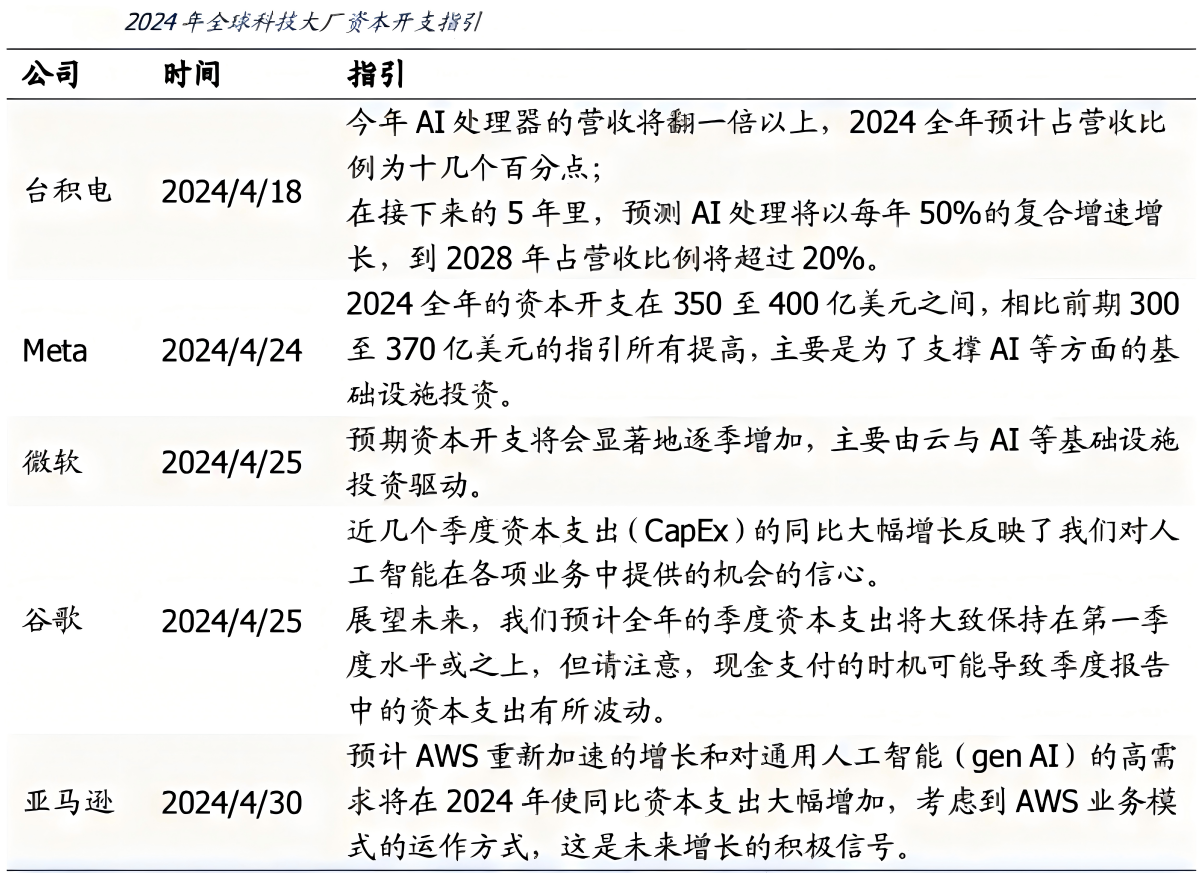 2024 年全球科技大厂资本开支指引
公司 时间 指引
今年 AI 处理器的营收将翻一倍以上，2024 全年预计占营收比
例为十几个百分点；
台积电 2024/4/18
在接下来的 5 年里，预测 AI 处理将以每年 50%的复合增速增
长，到 2028 年占营收比例将超过 20%。
2024 全年的资本开支在 350 至 400 亿美元之间，相比前期 300
Meta 2024/4/24 至 370 亿美元的指引所有提高，主要是为了支撑 AI 等方面的基
础设施投资。
预期资本开支将会显著地逐季增加，主要由云与 AI 等基础设施
微软 2024/4/25
投资驱动。
近几个季度资本支出（CapEx）的同比大幅增长反映了我们对人
工智能在各项业务中提供的机会的信心。
谷歌 2024/4/25 展望未来，我们预计全年的季度资本支出将大致保持在第一季
度水平或之上，但请注意，现金支付的时机可能导致季度报告
中的资本支出有所波动。
预计 AWS 重新加速的增长和对通用人工智能（gen AI）的高需
亚马逊 2024/4/30 求将在 2024 年使同比资本支出大幅增加，考虑到 AWS 业务模
式的运作方式，这是未来增长的积极信号。